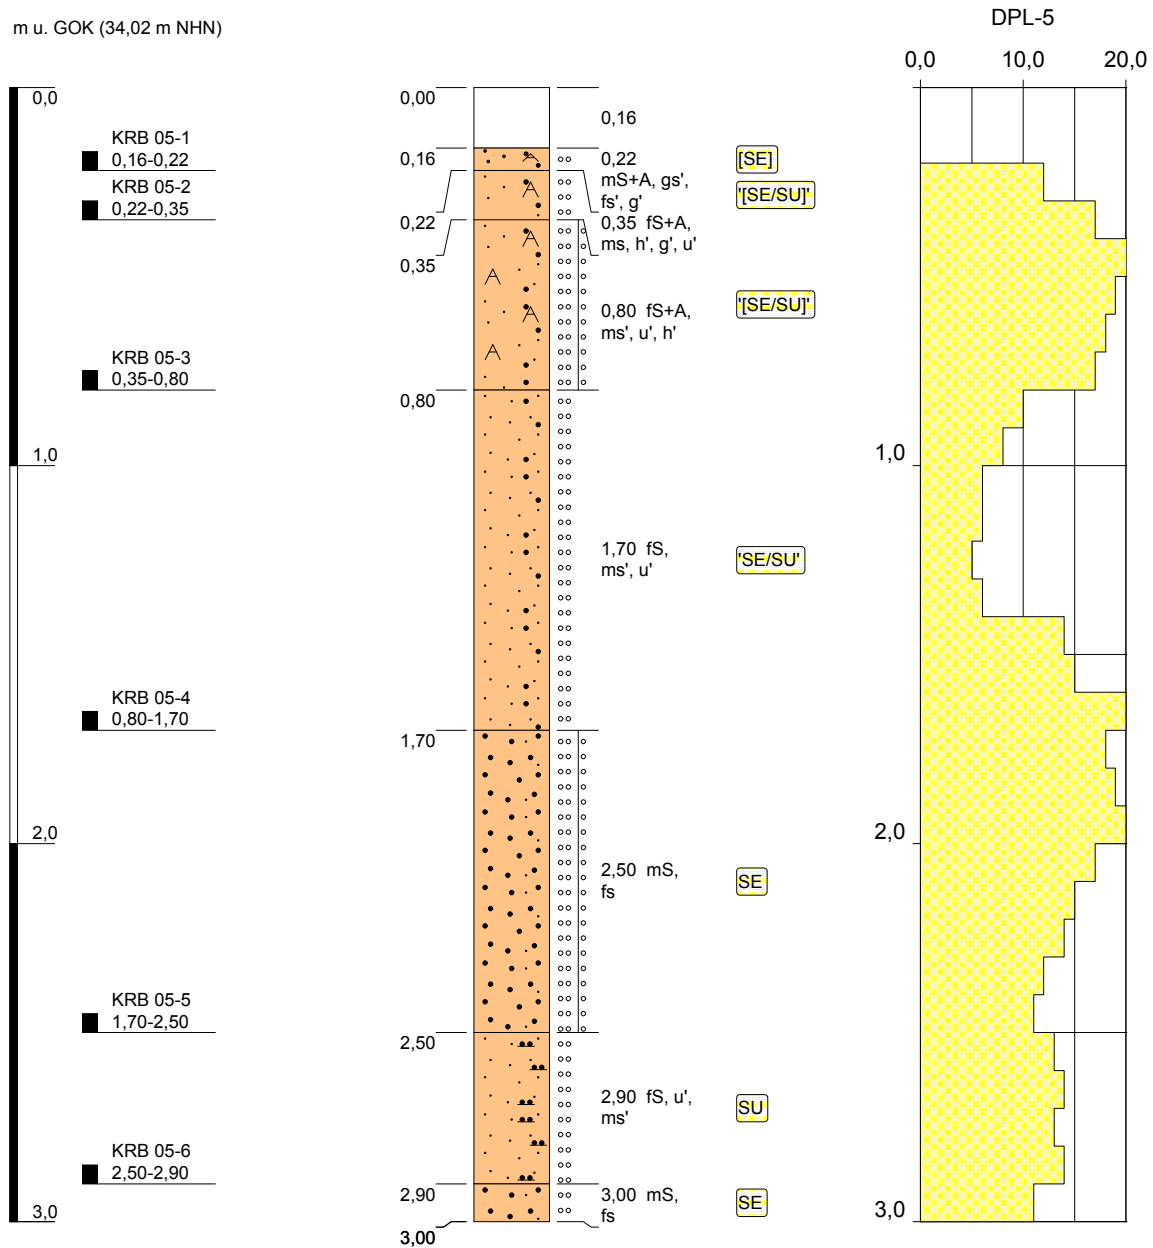 m u. GOK (34,02 m NHN)
DPL-5
0,0 10,0 20,0
0,0
1,0
2,0
3,0
KRB 05-1
0,16-0,22
KRB 05-2
0,22-0,35
KRB 05-3
0,35-0,80
KRB 05-4
0,80-1,70
KRB 05-5
1,70-2,50
KRB 05-6
2,50-2,90
0,00
0,16
0,22
0,35
0,80
1,70
2,50
2,90
3,00
A
A
A
A
A
A
0,16
0,22
mS+A, gs',
fs', g'
0,35 fS+A,
ms, h', g', u'
0,80 fS+A,
ms', u', h'
1,70 fS,
ms', u'
2,50 mS,
fs
2,90 fS, u',
ms'
3,00 mS,
fs
[SE]
'[SE/SU]'
'[SE/SU]'
'SE/SU'
SE
SU
SE
1,0
2,0
3,0